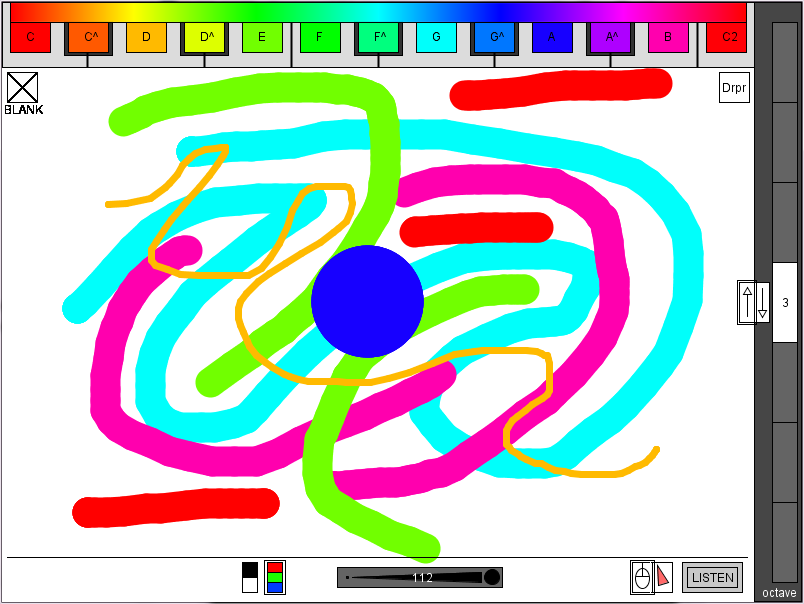 C C^ D D^ E F F^ G G^ A A^ B C2
BLANK
Drpr
3
112
LISTEN
octave